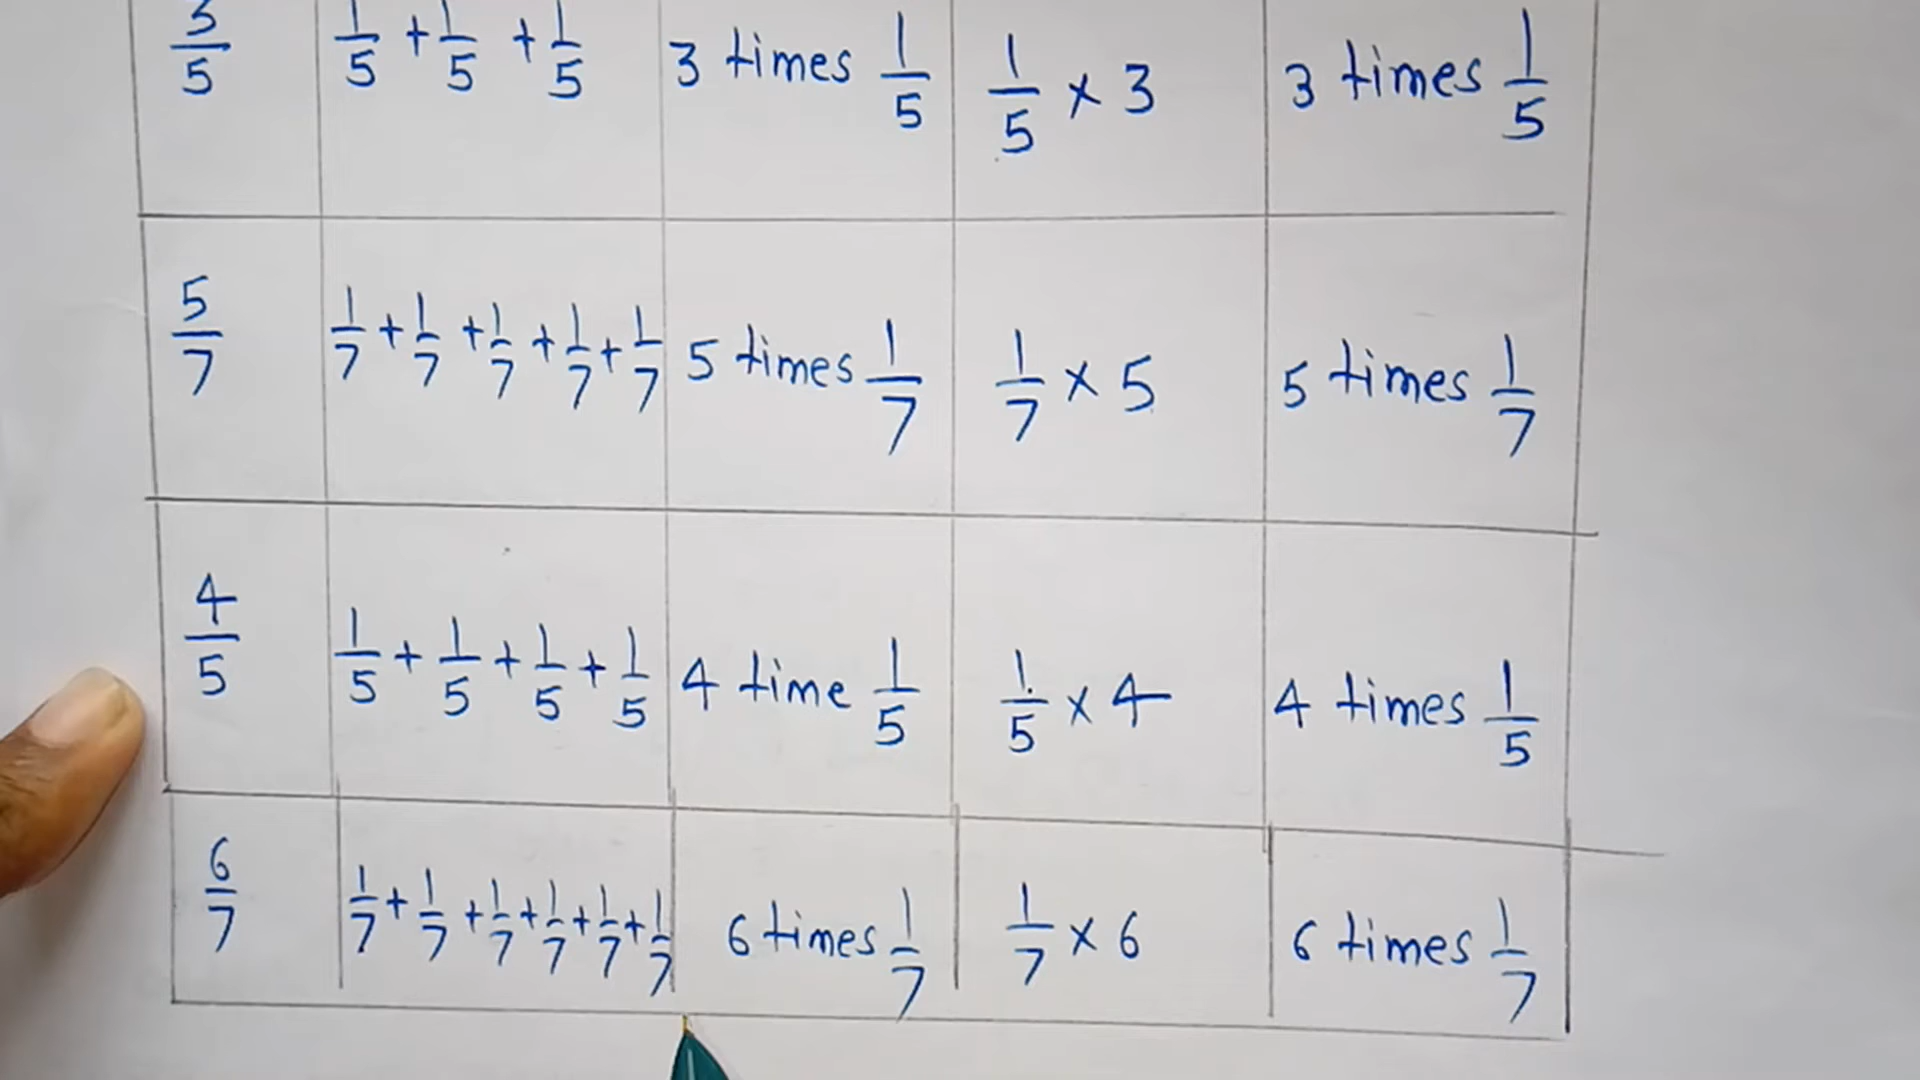 3/5 1/5 + 1/5 + 1/5 3 times 1/5 1/5 × 3 3 times 1/5
5/7 1/7 + 1/7 + 1/7 + 1/7 + 1/7 5 times 1/7 1/7 × 5 5 times 1/7
4/5 1/5 + 1/5 + 1/5 + 1/5 4 time 1/5 1/5 × 4 4 times 1/5
6/7 1/7 + 1/7 + 1/7 + 1/7 + 1/7 + 1/7 6 times 1/7 1/7 × 6 6 times 1/7